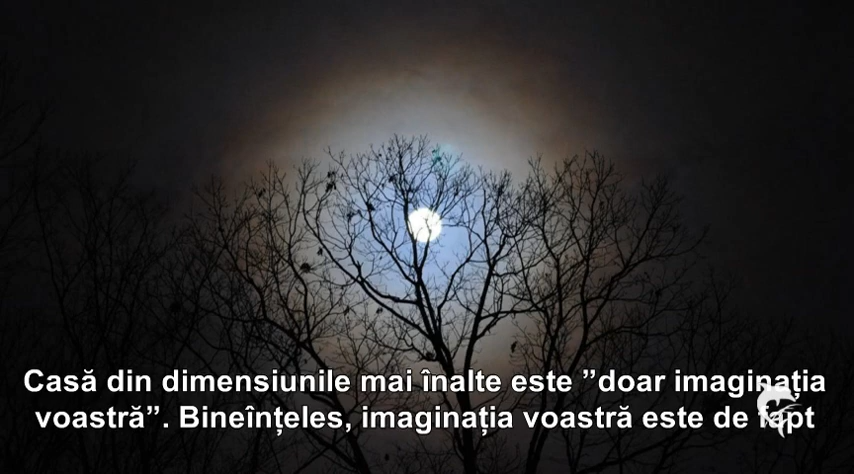 Casă din dimensiunile mai înalte este ”doar imaginația
voastră”. Bineînțeles, imaginația voastră este de fapt